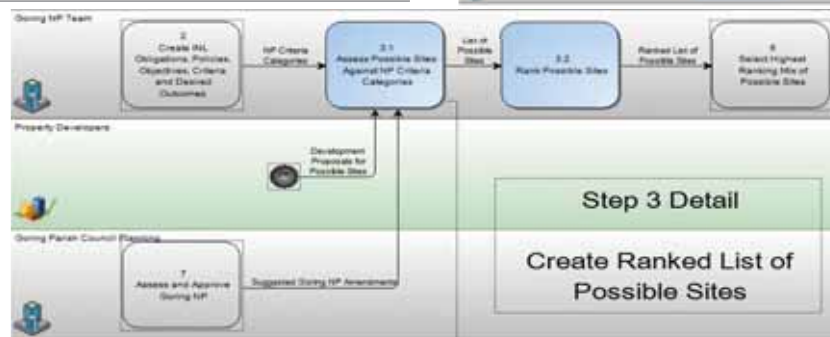 Goring NP Team
2
Create INL
Obligations, Policies,
Objectives, Criteria
and Desired
Outcomes
NP Criteria
Categories
3.1
Assess Possible Sites
Against NP Criteria
Categories
List of
Possible
Sites
3.2
Rank Possible Sites
Ranked List of
Possible Sites
Select Highest
Ranking Mix of
Possible Sites
Property Developers
Development
Proposals for
Possible Sites
Step 3 Detail
Create Ranked List of
Possible Sites
Goring Parish Council Planning
7
Assess and Approve
Goring NP
Suggested Goring NP Amendments